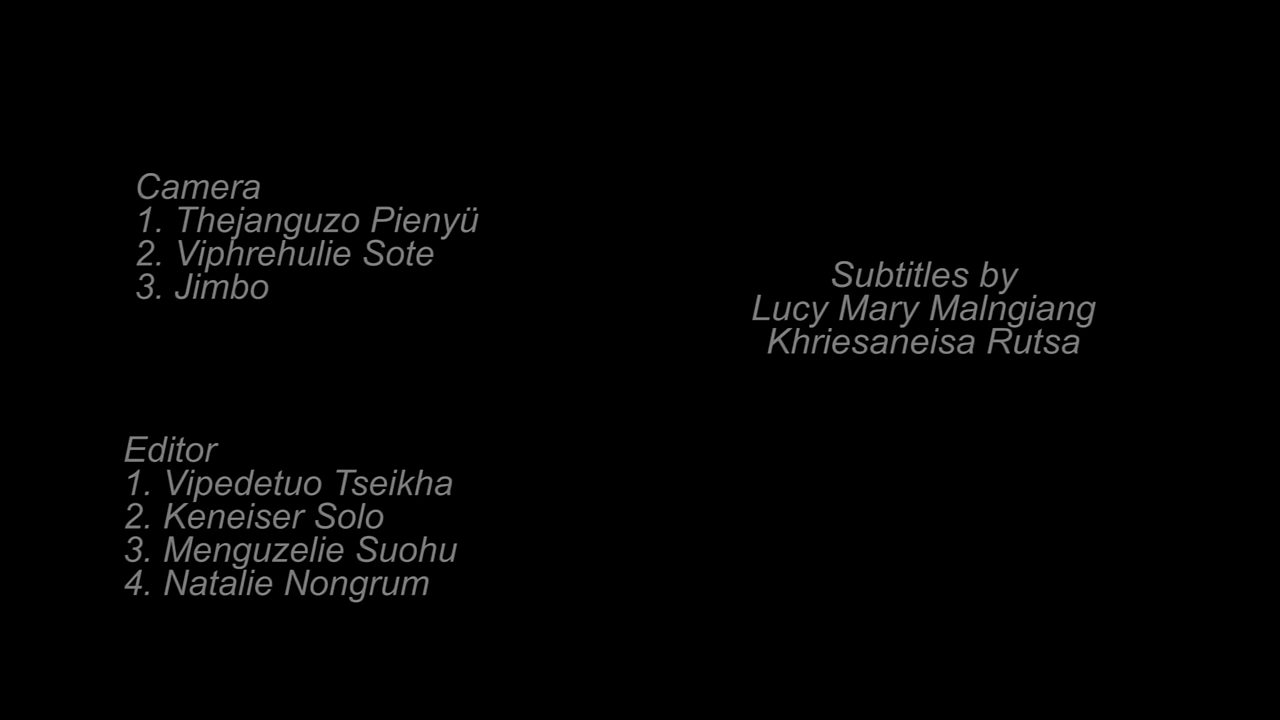 Camera
1. Thejanguzo Pienyü
2. Viphrehulie Sote
3. Jimbo
Subtitles by
Lucy Mary Malngiang
Khriesaneisa Rutsa
Editor
1. Vipedetuo Tseikha
2. Keneiser Solo
3. Menguzelie Suohu
4. Natalie Nongrum